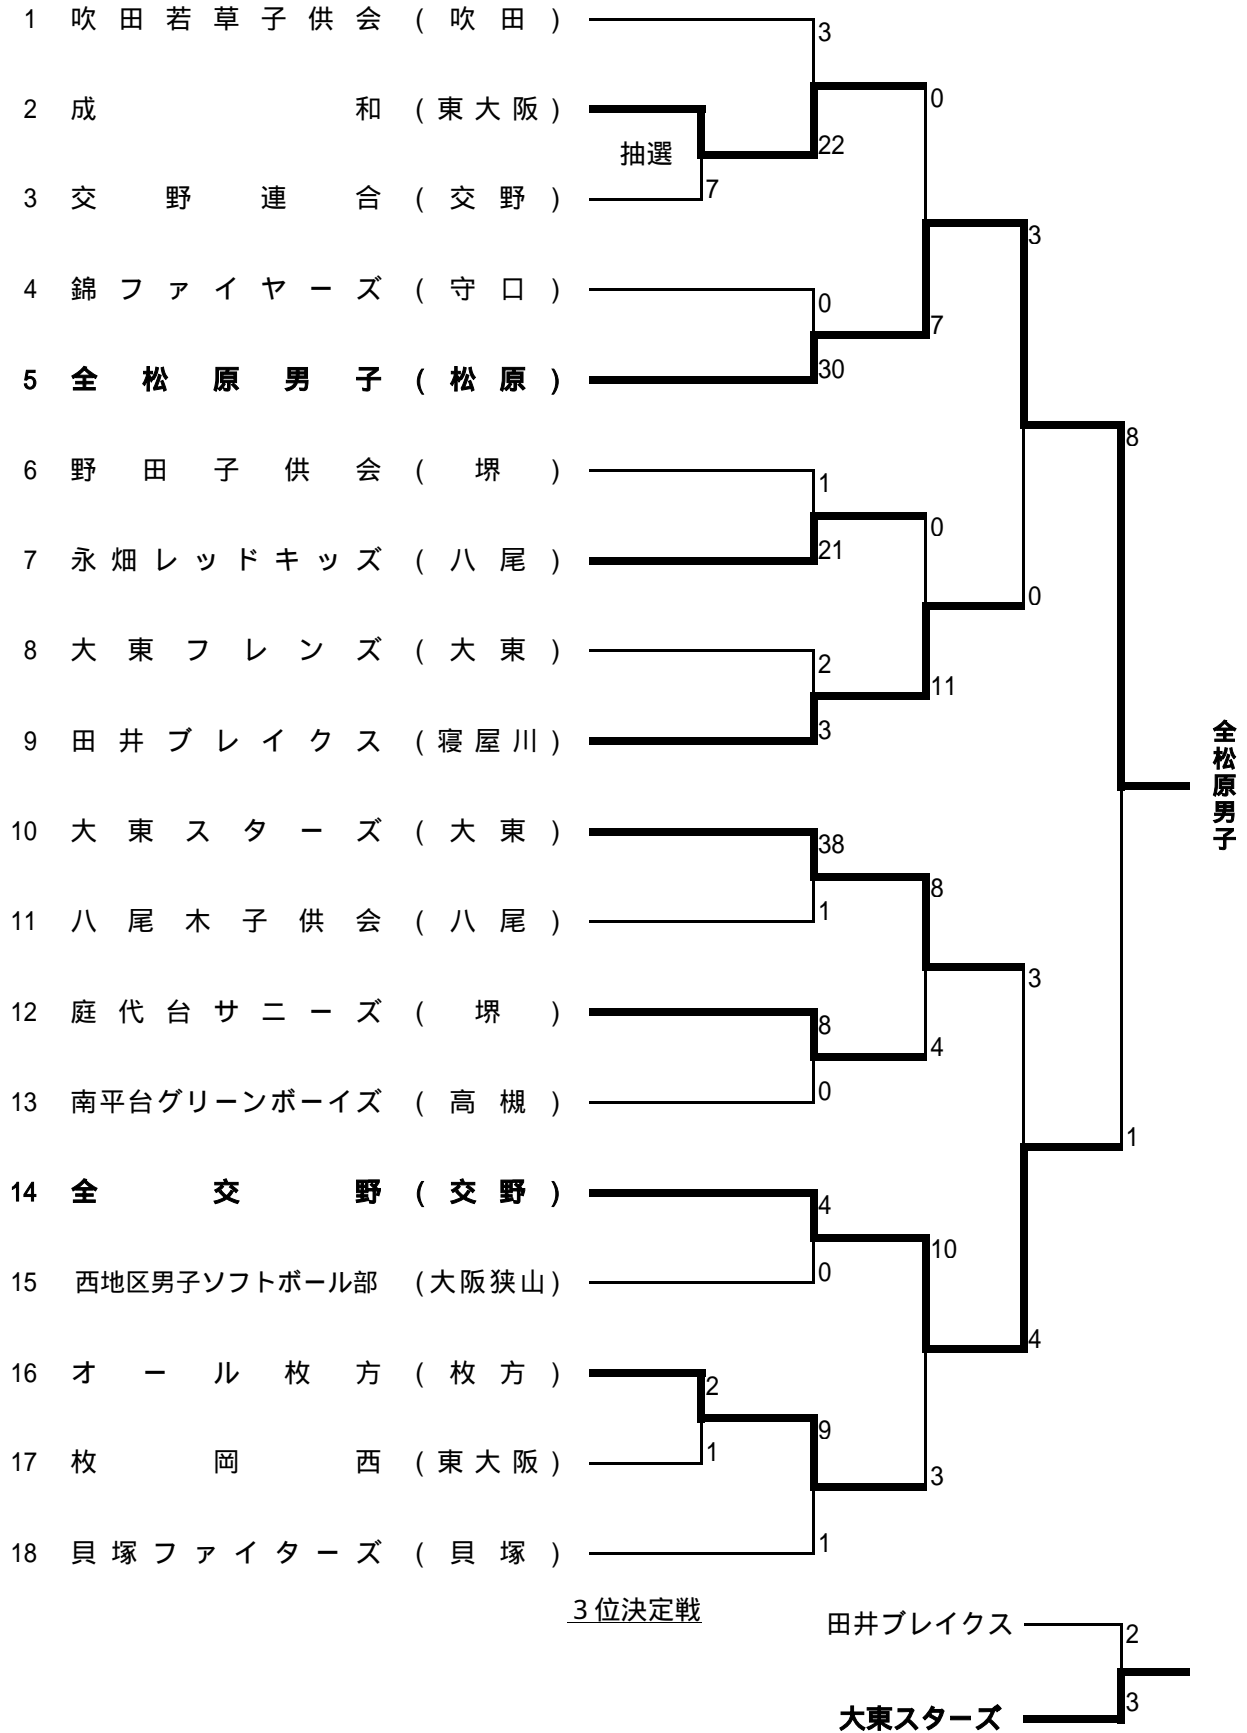 1 吹田若草子供会 (吹田)
3
2 成和 (東大阪)
0
抽選
22
3 交野連合 (交野)
7
3
4 錦ファイヤーズ (守口)
0
7
5 全松原男子 (松原)
30
8
6 野田子供会 (堺)
1
0
7 永畑レッドキッズ (八尾)
21
0
8 大東フレンズ (大東)
2
11
9 田井ブレイクス (寝屋川)
3
全松原男子
10 大東スターズ (大東)
38
8
11 八尾木子供会 (八尾)
1
3
12 庭代台サニーズ (堺)
8
4
13 南平台グリーンボーイズ (高槻)
0
1
14 全交野 (交野)
4
10
15 西地区男子ソフトボール部 (大阪狭山)
0
4
16 オール枚方 (枚方)
2
9
17 枚岡西 (東大阪)
1
3
18 貝塚ファイターズ (貝塚)
1
3位決定戦
田井ブレイクス
2
大東スターズ
3